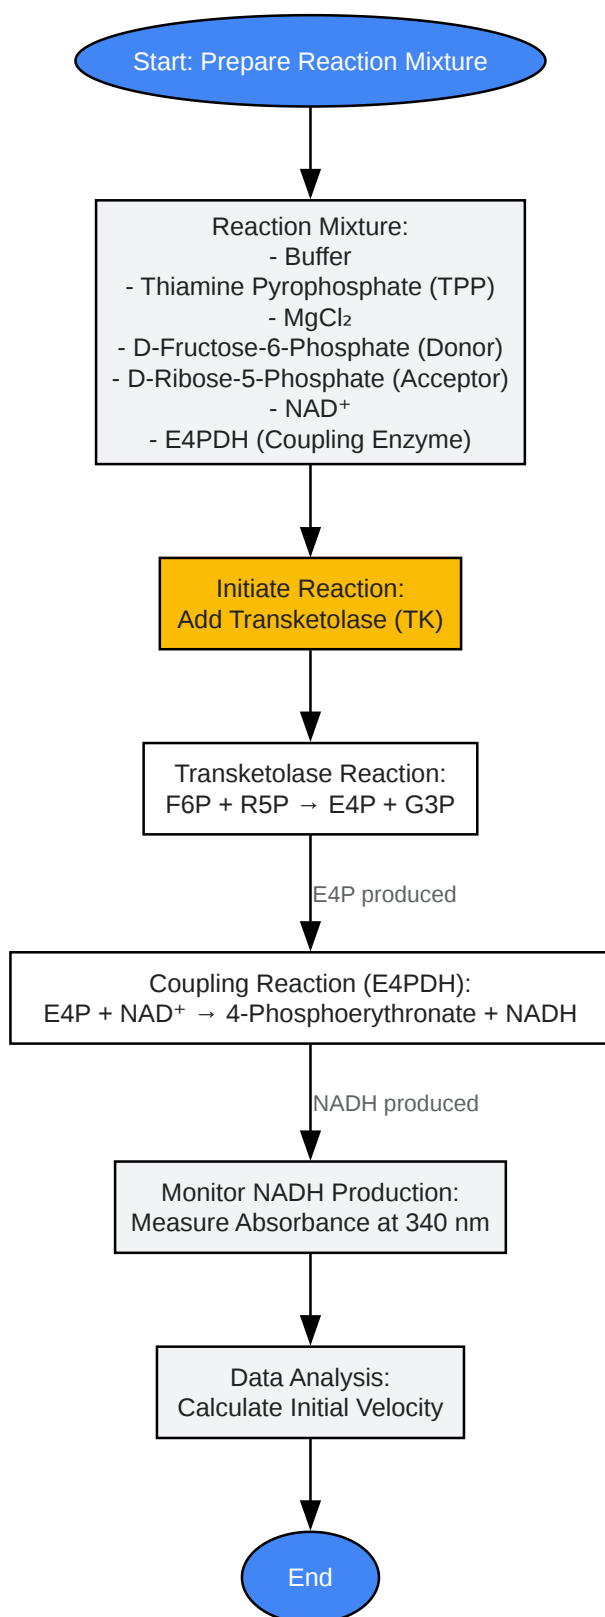 Start: Prepare Reaction Mixture
Reaction Mixture:
- Buffer
- Thiamine Pyrophosphate (TPP)
- MgCl₂
- D-Fructose-6-Phosphate (Donor)
- D-Ribose-5-Phosphate (Acceptor)
- NAD⁺
- E4PDH (Coupling Enzyme)
Initiate Reaction:
Add Transketolase (TK)
Transketolase Reaction:
F6P + R5P → E4P + G3P
E4P produced
Coupling Reaction (E4PDH):
E4P + NAD⁺ → 4-Phosphoerythronate + NADH
NADH produced
Monitor NADH Production:
Measure Absorbance at 340 nm
Data Analysis:
Calculate Initial Velocity
End